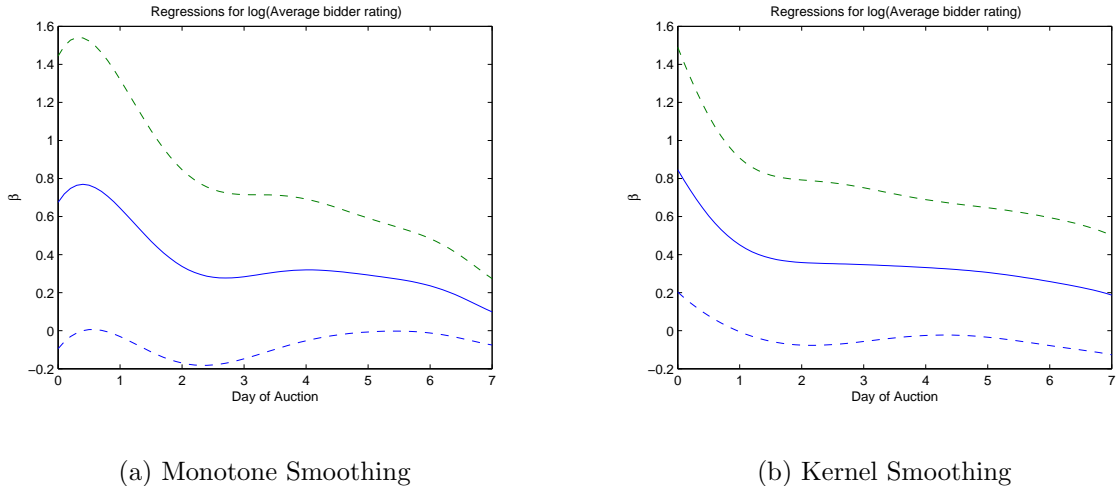 Regressions for log(Average bidder rating)
1.6
1.4
1.2
1
0.8
0.6
0.4
0.2
0
−0.2
β
0 1 2 3 4 5 6 7
Day of Auction
(a) Monotone Smoothing
Regressions for log(Average bidder rating)
1.6
1.4
1.2
1
0.8
0.6
0.4
0.2
0
−0.2
β
0 1 2 3 4 5 6 7
Day of Auction
(b) Kernel Smoothing